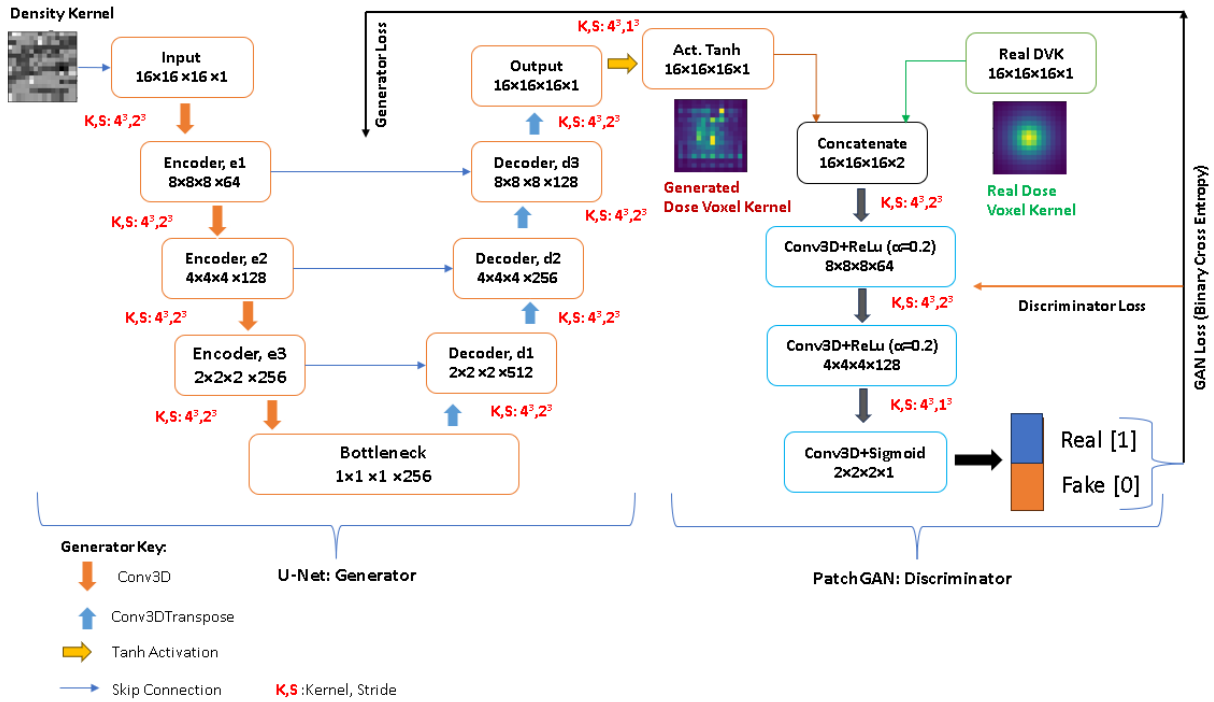 Density Kernel
Input
16×16 ×16 ×1
K,S: 4³,2³
Encoder, e1
8×8×8 ×64
K,S: 4³,2³
Encoder, e2
4×4×4 ×128
K,S: 4³,2³
Encoder, e3
2×2×2 ×256
K,S: 4³,2³
Bottleneck
1×1 ×1 ×256
Generator Loss
Output
16×16×16×1
K,S: 4³,2³
Decoder, d3
8×8 ×8 ×128
K,S: 4³,2³
Decoder, d2
4×4×4 ×256
K,S: 4³,2³
Decoder, d1
2×2 ×2 ×512
K,S: 4³,2³
K,S: 4³,1³
Act. Tanh
16×16×16×1
Generated
Dose Voxel Kernel
Real DVK
16×16×16×1
Real Dose
Voxel Kernel
Concatenate
16×16×16×2
K,S: 4³,2³
Conv3D+ReLu (α=0.2)
8×8×8×64
K,S: 4³,2³
Conv3D+ReLu (α=0.2)
4×4×4×128
K,S: 4³,1³
Conv3D+Sigmoid
2×2×2×1
Real [1]
Fake [0]
Discriminator Loss
GAN Loss (Binary Cross Entropy)
U-Net: Generator
PatchGAN: Discriminator
Generator Key:
Conv3D
Conv3DTranspose
Tanh Activation
Skip Connection
K,S :Kernel, Stride